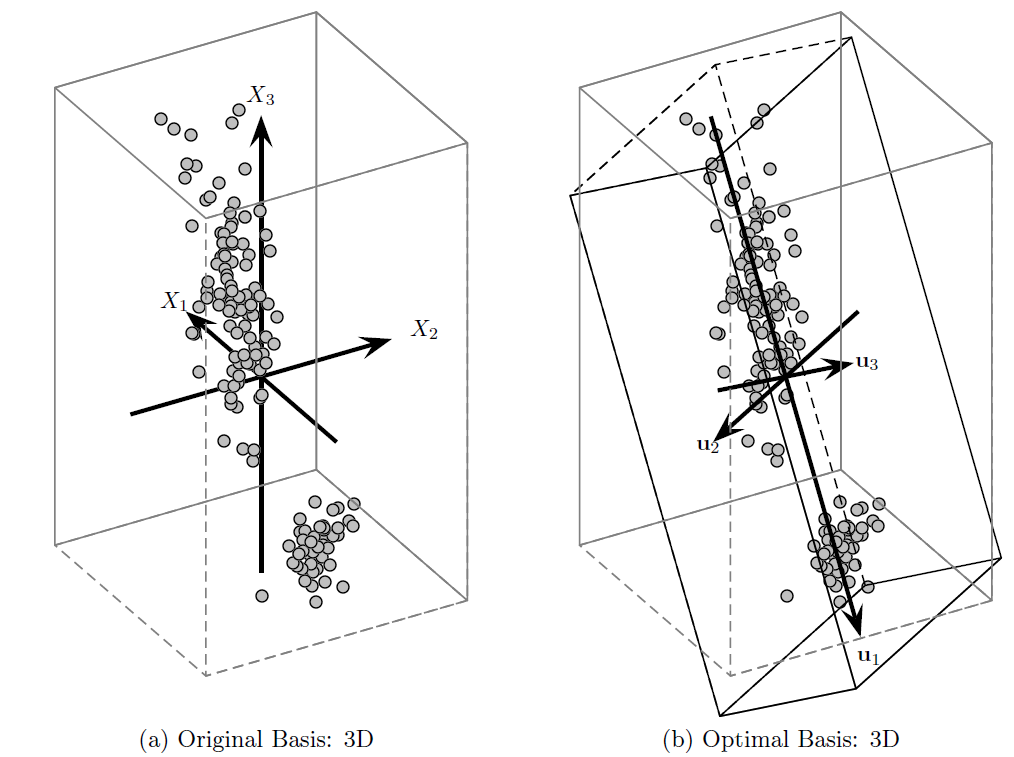 X3
X1
X2
u3
u2
u1
(a) Original Basis: 3D
(b) Optimal Basis: 3D